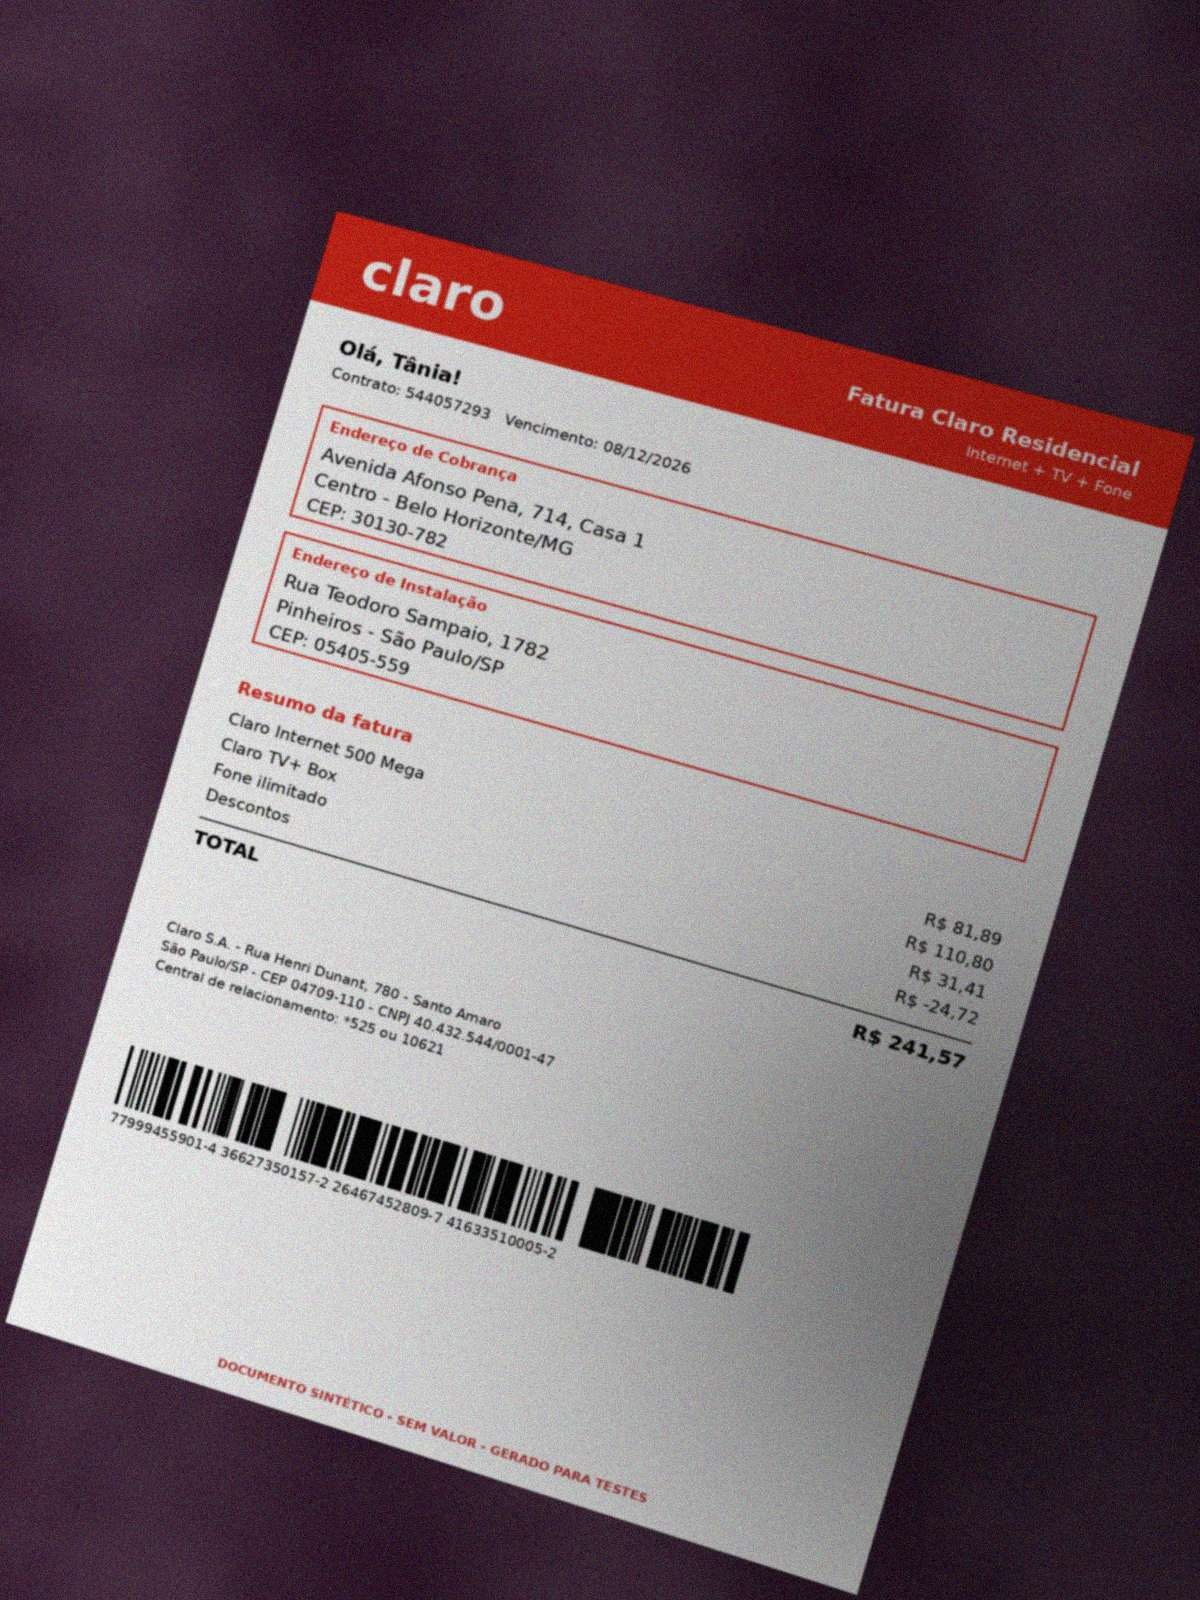 claro
Fatura Claro Residencial
Internet + TV + Fone
Olá, Tânia!
Contrato: 544057293 Vencimento: 08/12/2026
Endereço de Cobrança
Avenida Afonso Pena, 714, Casa 1
Centro - Belo Horizonte/MG
CEP: 30130-782
Endereço de Instalação
Rua Teodoro Sampaio, 1782
Pinheiros - São Paulo/SP
CEP: 05405-559
Resumo da fatura
Claro Internet 500 Mega R$ 81,89
Claro TV+ Box R$ 110,80
Fone ilimitado R$ 31,41
Descontos R$ -24,72
TOTAL R$ 241,57
Claro S.A. - Rua Henri Dunant, 780 - Santo Amaro
São Paulo/SP - CEP 04709-110 - CNPJ 40.432.544/0001-47
Central de relacionamento: *525 ou 10621
77999455901-4 36627350157-2 26467452809-7 41633510005-2
DOCUMENTO SINTÉTICO - SEM VALOR - GERADO PARA TESTES